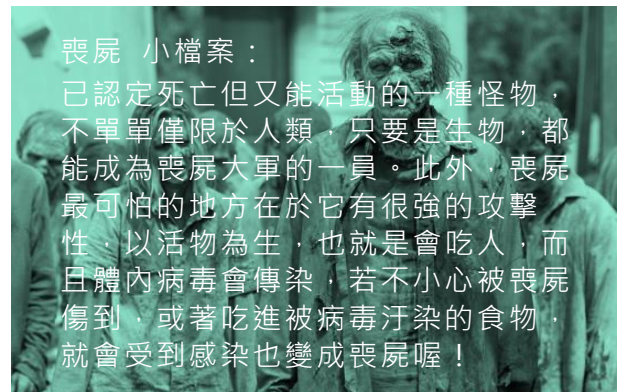 喪屍 小檔案：
已認定死亡但又能活動的一種怪物，
不單單僅限於人類，只要是生物，都
能成為喪屍大軍的一員。此外，喪屍
最可怕的地方在於它有很強的攻擊
性，以活物為生，也就是會吃人，而
且體內病毒會傳染，若不小心被喪屍
傷到，或著吃進被病毒汙染的食物，
就會受到感染也變成喪屍喔！